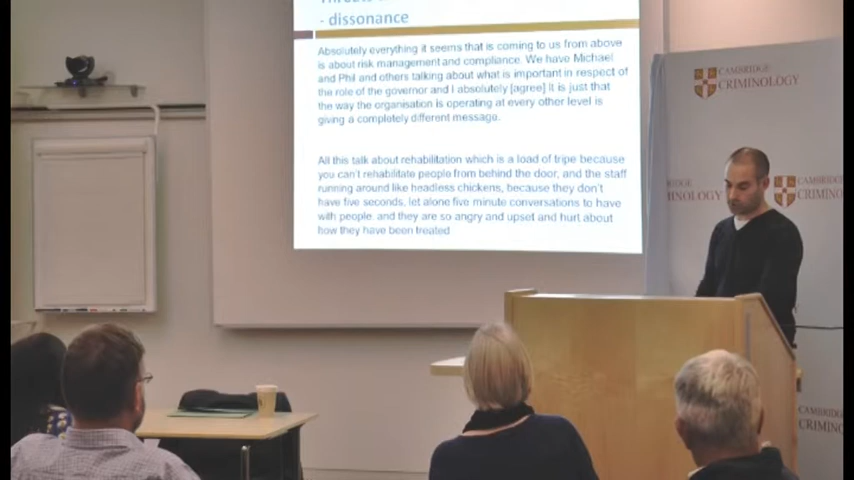 - dissonance
Absolutely everything it seems that is coming to us from above
is about risk management and compliance. We have Michael
and Phil and others talking about what is important in respect of
the role of the governor and I absolutely [agree] It is just that
the way the organisation is operating at every other level is
giving a completely different message.
All this talk about rehabilitation which is a load of tripe because
you can't rehabilitate people from behind the door, and the staff
running around like headless chickens, because they don't
have five seconds, let alone five minute conversations to have
with people, and they are so angry and upset and hurt about
how they have been treated
CAMBRIDGE
CRIMINOLOGY
CAMBRIDGE
CRIMINO
RIDGE
INOLOGY
CAMBRI
CRIMIN